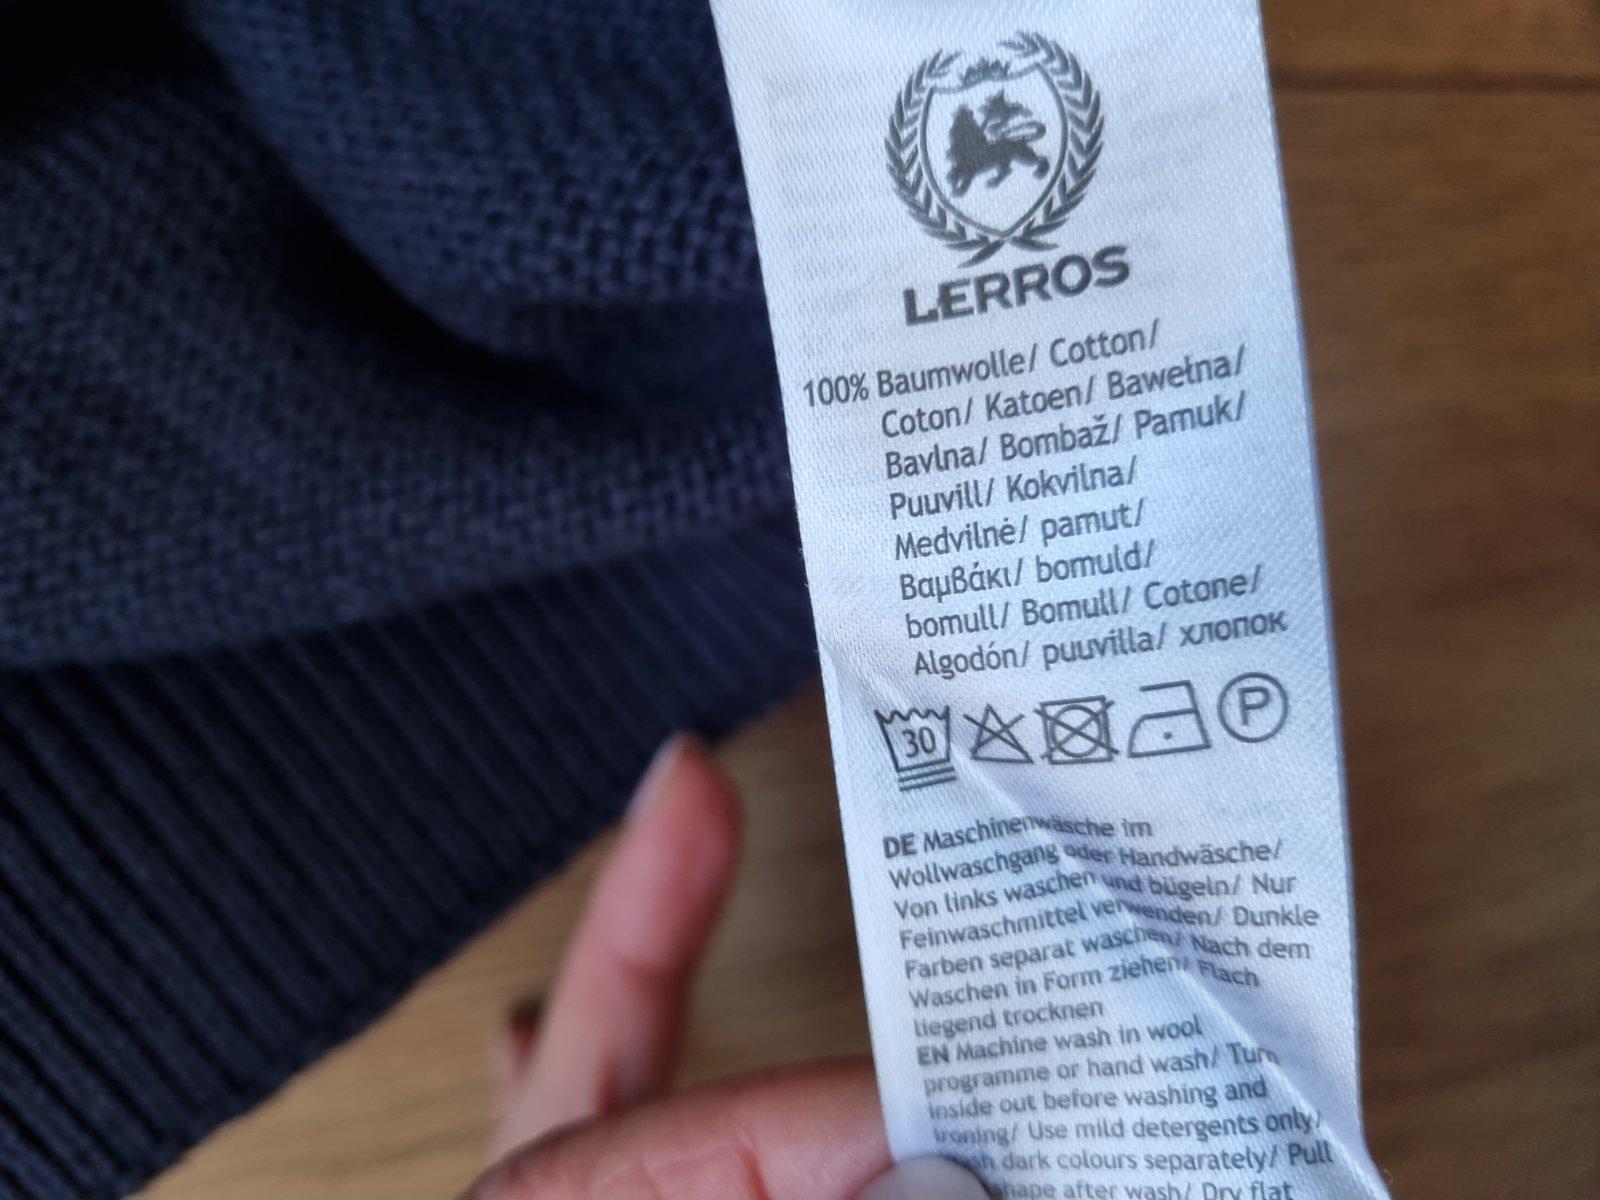 LERROS
100% Baumwolle/ Cotton/
Coton/ Katoen/ Bawełna/
Bavlna/ Bombaž/ Pamuk/
Puuvill/ Kokvilna/
Medvilnė/ pamut/
Βαμβάκι/ bomuld/
bomull/ Bomull/ Cotone/
Algodón/ puuvilla/ хлопок
30
P
DE Maschinenwäsche im
Wollwaschgang oder Handwäsche/
Von links waschen und bügeln/ Nur
Feinwaschmittel verwenden/ Dunkle
Farben separat waschen/ Nach dem
Waschen in Form ziehen/ Flach
liegend trocknen
EN Machine wash in wool
programme or hand wash/ Turn
inside out before washing and
ironing/ Use mild detergents only/
dark colours separately/ Pull
shape after wash/ Dry flat